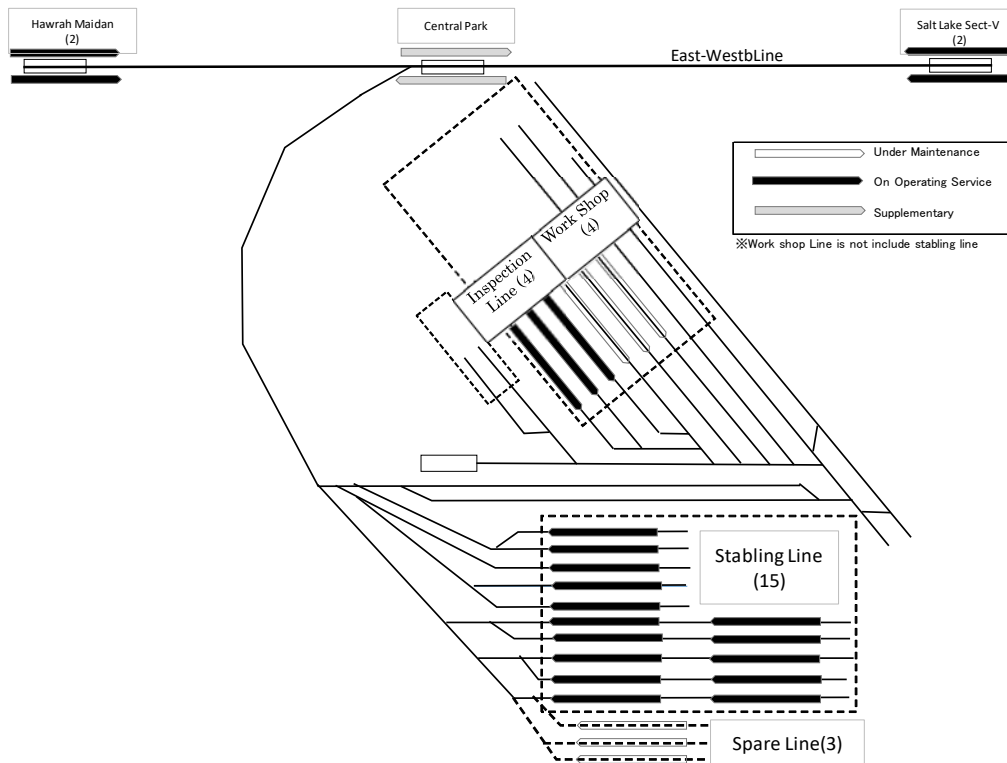 Hawrah Maidan
(2)
Central Park
Salt Lake Sect-V
(2)
East-WestbLine
Under Maintenance
On Operating Service
Supplementary
※Work shop Line is not include stabling line
Work Shop
(4)
Inspection
Line (4)
Stabling Line
(15)
Spare Line(3)